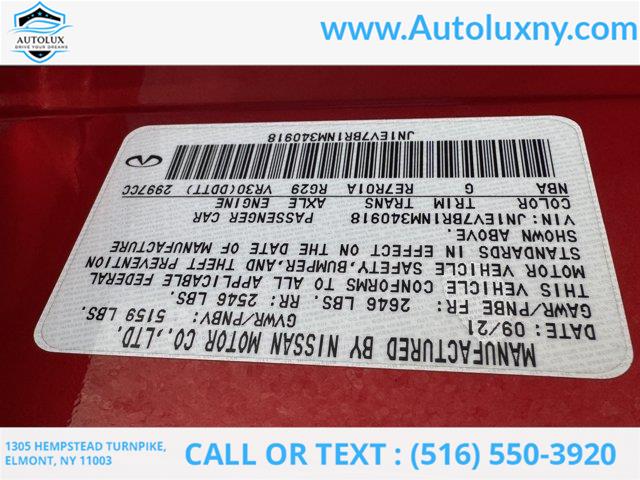 AUTOLUX
DRIVE YOUR DREAMS
www.Autoluxny.com
MANUFACTURED BY NISSAN MOTOR CO.,LTD.
DATE: 09/21 GVWR/PNBV: 5159 LBS.
GAWR/PNBE FR: 2646 LBS. RR: 2546 LBS.
THIS VEHICLE CONFORMS TO ALL APPLICABLE FEDERAL
MOTOR VEHICLE SAFETY,BUMPER,AND THEFT PREVENTION
STANDARDS IN EFFECT ON THE DATE OF MANUFACTURE
SHOWN ABOVE.
VIN: JN1EV7BR1NM340918 PASSENGER CAR
COLOR TRIM TRANS AXLE ENGINE
NBA G RE7R01A RG29 VR30(DDTT) 2997CC
JN1EV7BR1NM340918
1305 HEMPSTEAD TURNPIKE,
ELMONT, NY 11003
CALL OR TEXT : (516) 550-3920